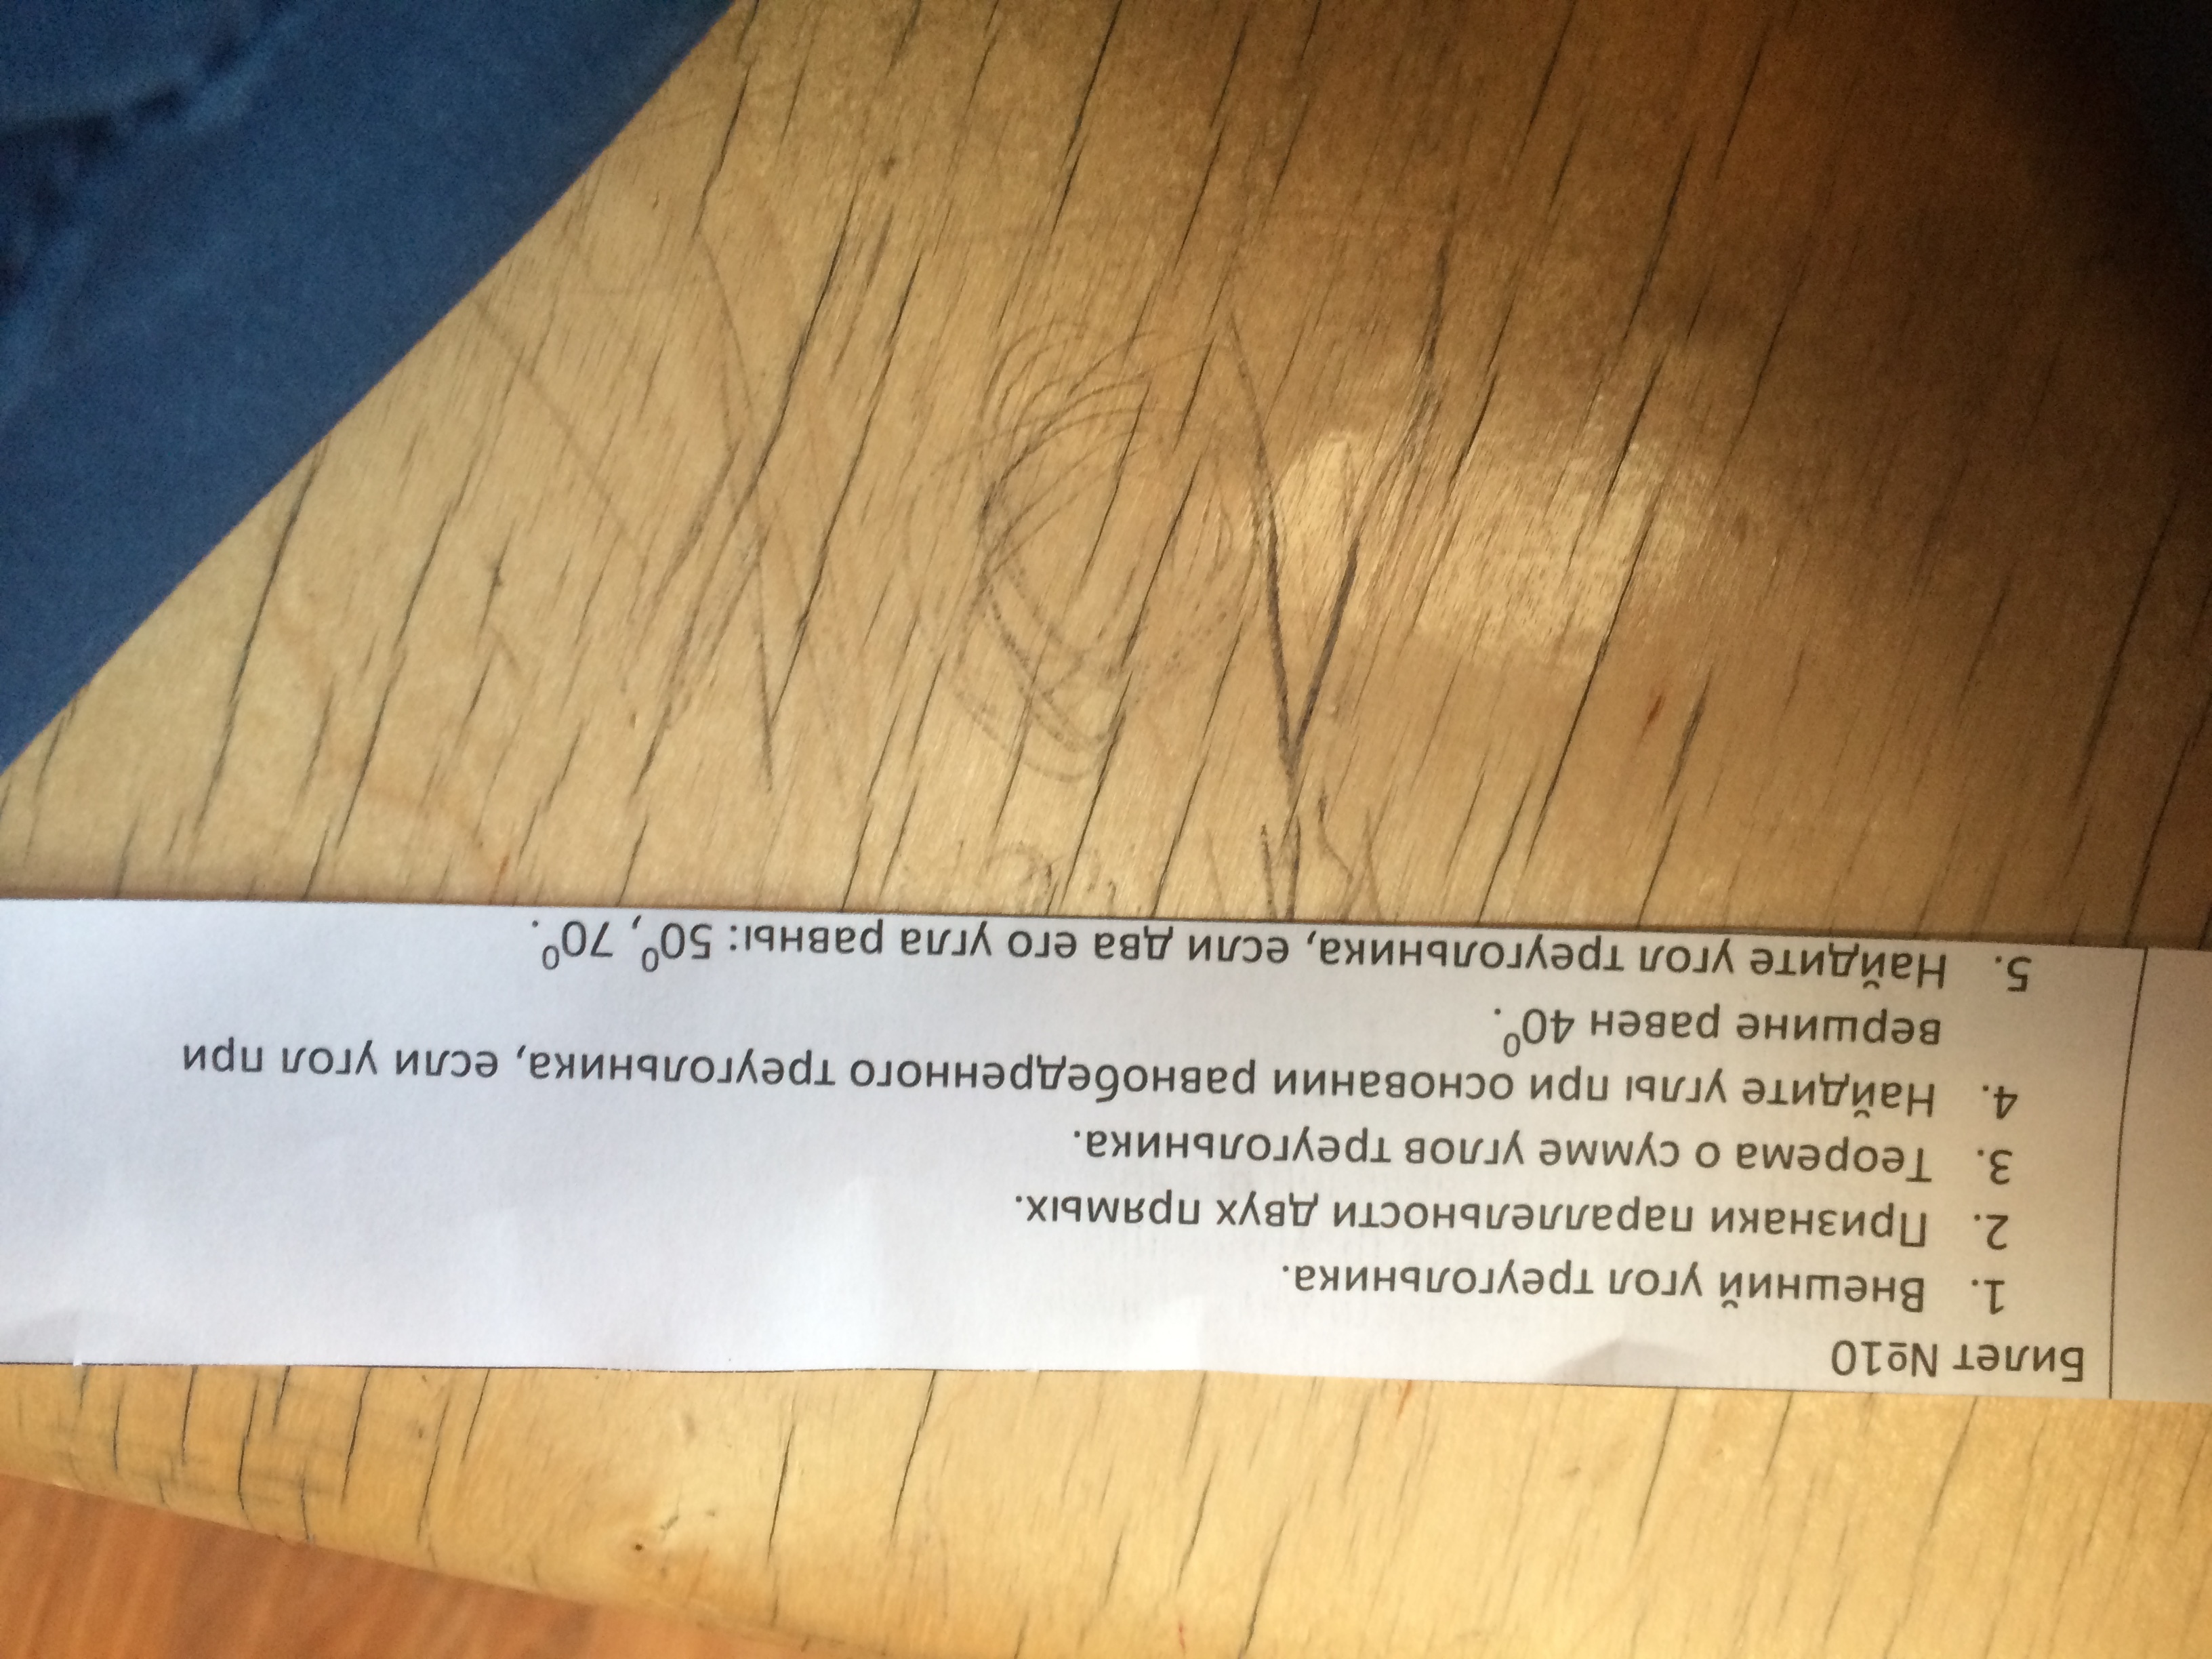 Билет №10
1. Внешний угол треугольника.
2. Признаки параллельности двух прямых.
3. Теорема о сумме углов треугольника.
4. Найдите углы при основании равнобедренного треугольника, если угол при
вершине равен 40⁰.
5. Найдите угол треугольника, если два его угла равны: 50⁰, 70⁰.